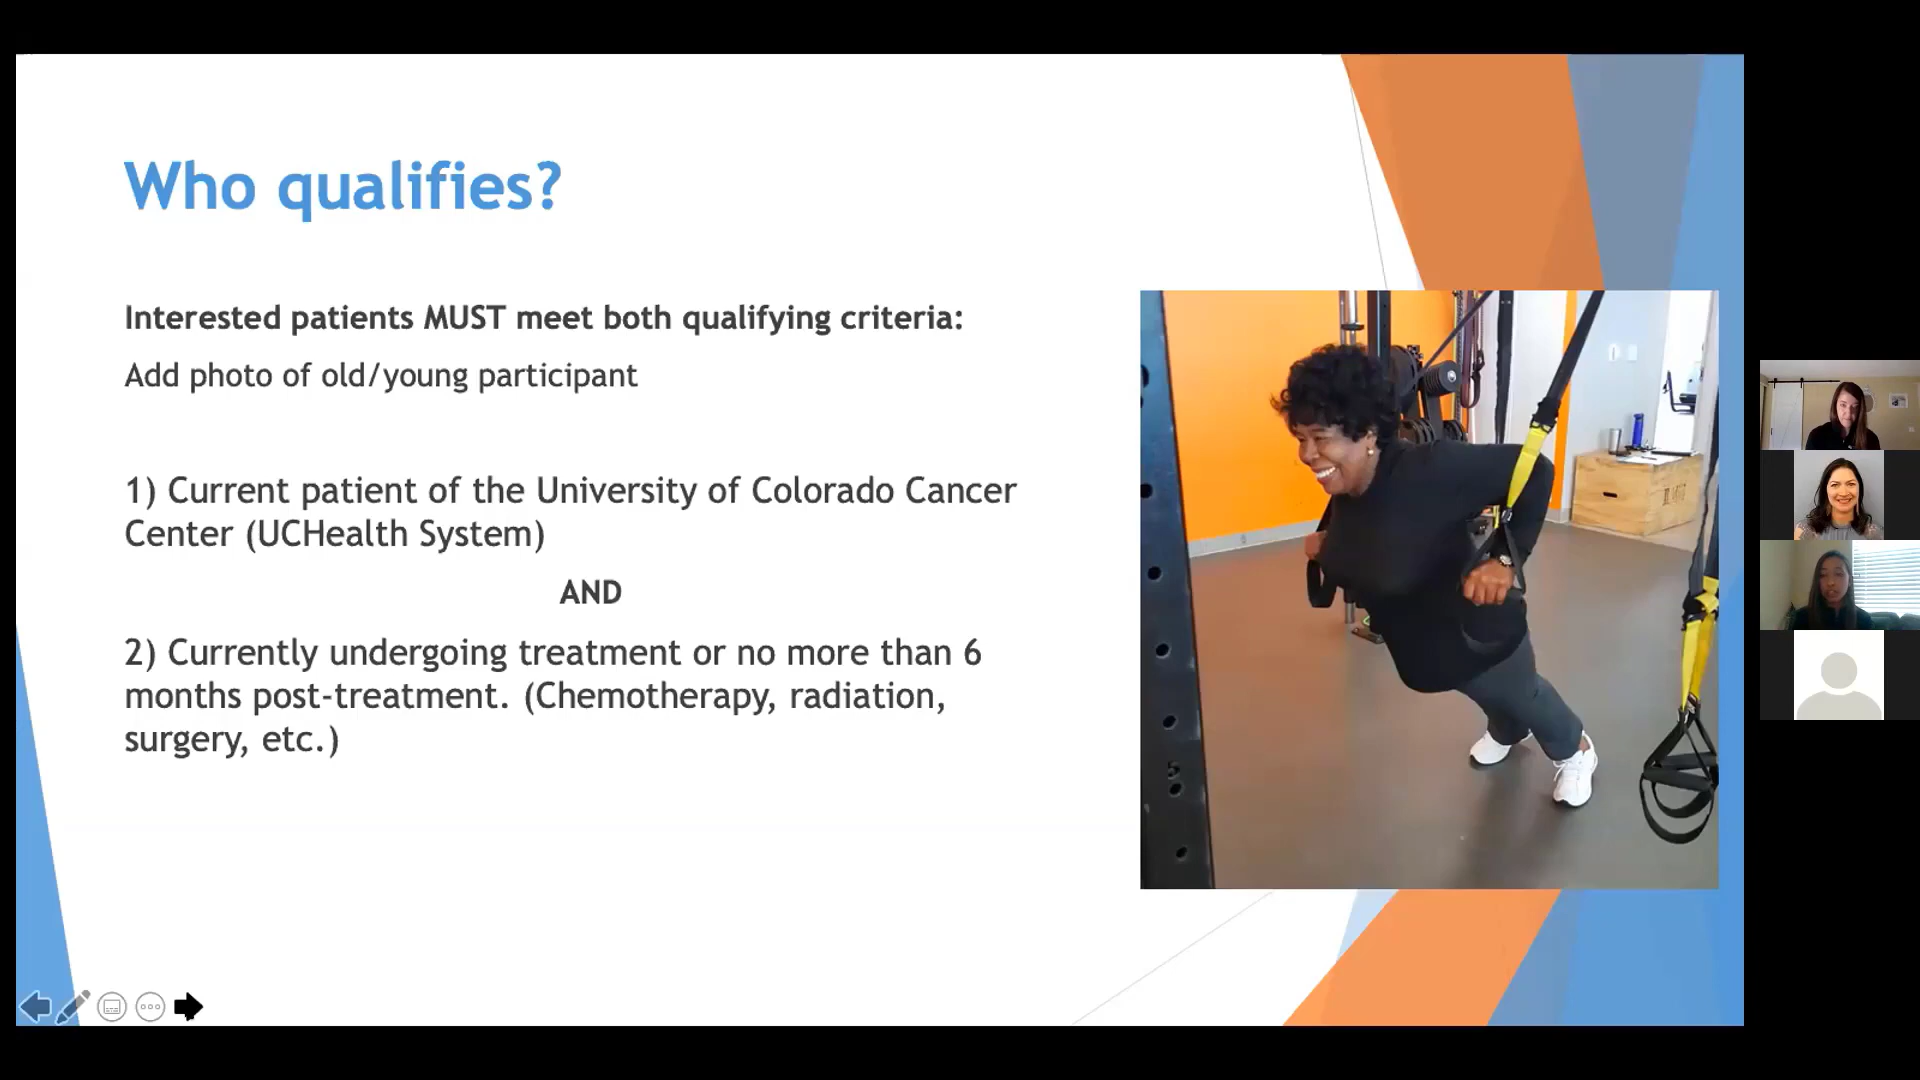 Who qualifies?
Interested patients MUST meet both qualifying criteria:
Add photo of old/young participant
1) Current patient of the University of Colorado Cancer
Center (UCHealth System)
AND
2) Currently undergoing treatment or no more than 6
months post-treatment. (Chemotherapy, radiation,
surgery, etc.)
5